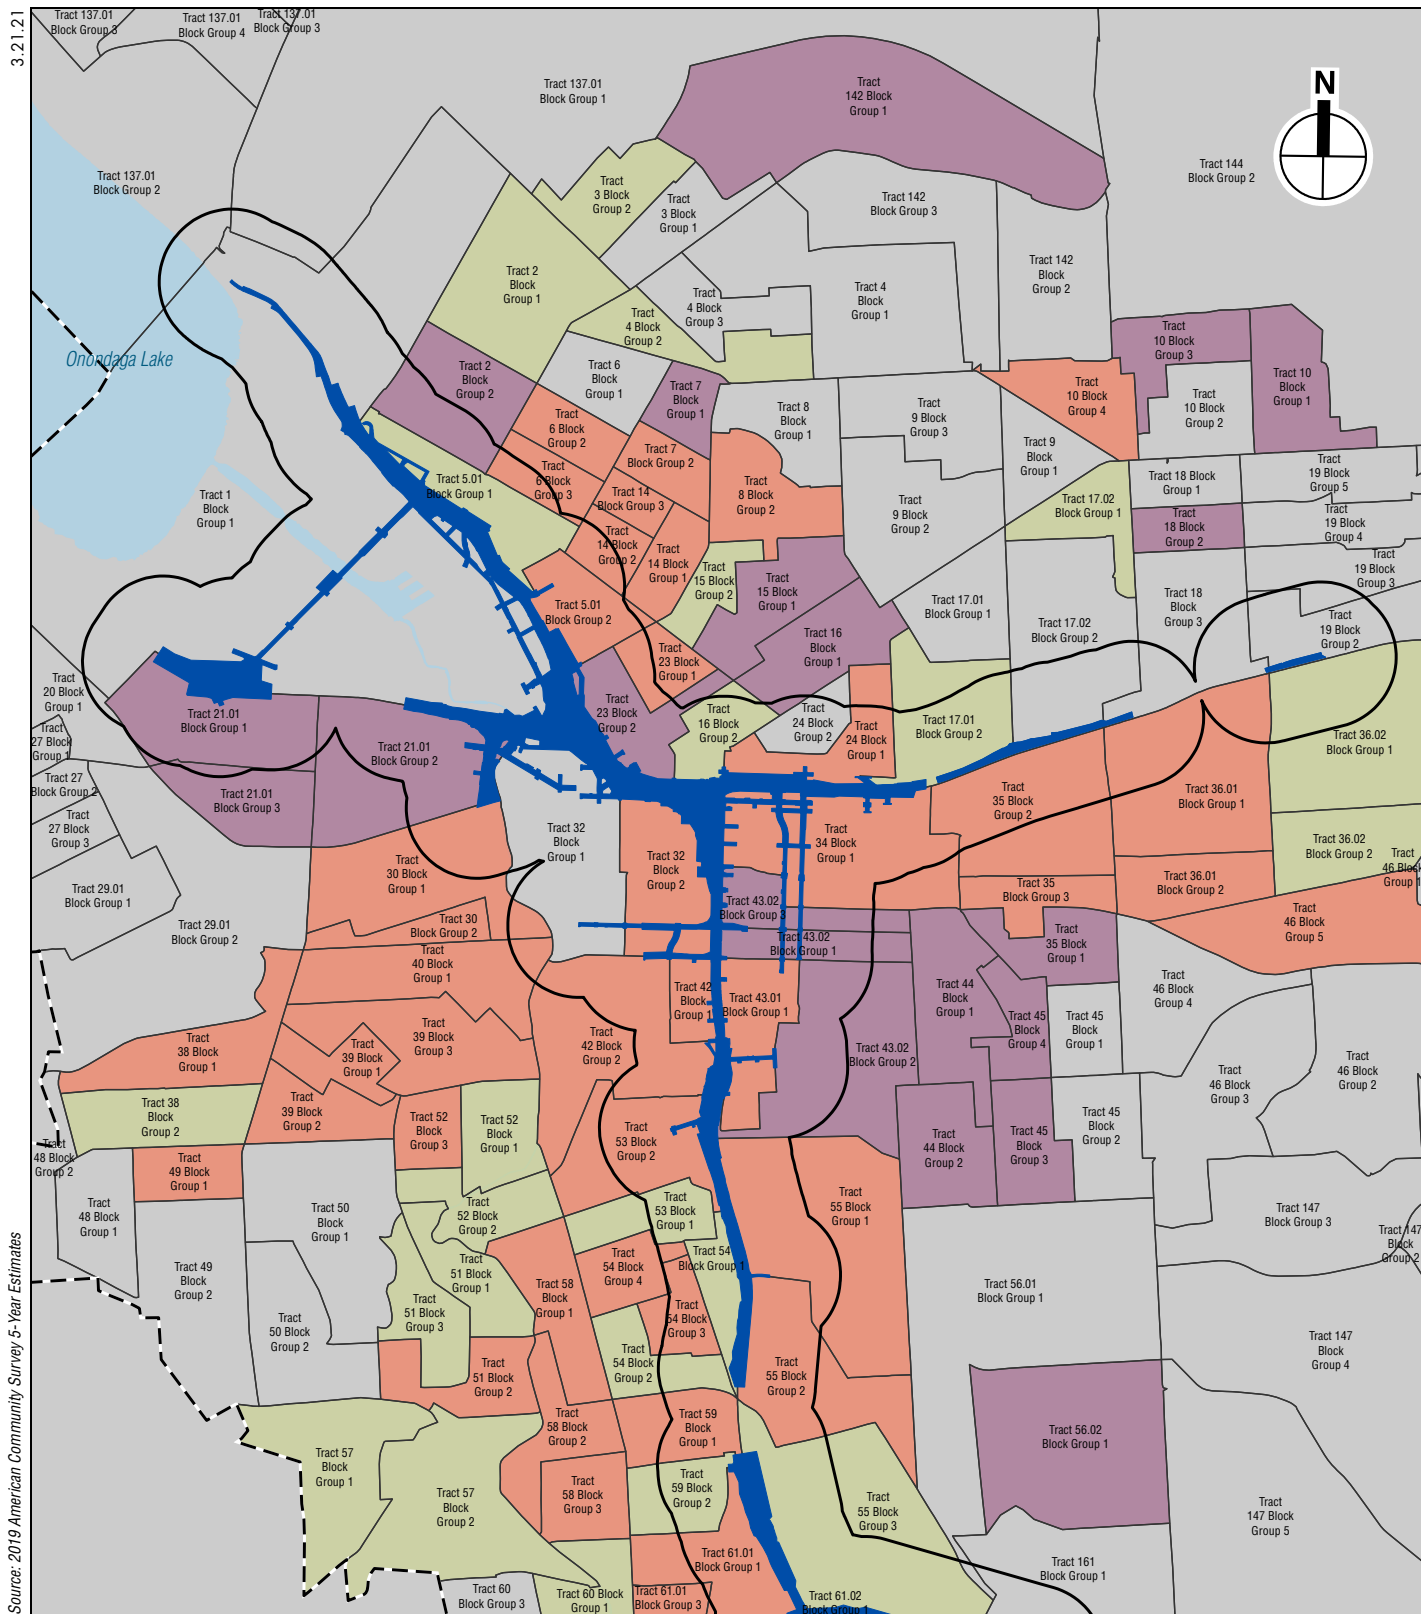 3.21.21
Tract 137.01
Block Group 3
Tract 137.01
Block Group 4
Tract 137.01
Block Group 3
Tract 137.01
Block Group 1
Tract
142 Block
Group 1
N
Tract 144
Block Group 2
Tract 137.01
Block Group 2
Tract
3 Block
Group 2
Tract
3 Block
Group 1
Tract 142
Block Group 3
Tract 142
Block
Group 2
Tract 2
Block
Group 1
Tract
4 Block
Group 3
Tract 4
Block
Group 1
Tract
4 Block
Group 2
Tract
10 Block
Group 3
Onondaga Lake
Tract 2
Block
Group 2
Tract 6
Block
Group 1
Tract 7
Block
Group 1
Tract 10
Block
Group 1
Tract
10 Block
Group 4
Tract
10 Block
Group 2
Tract 8
Block
Group 1
Tract
9 Block
Group 3
Tract
6 Block
Group 2
Tract 9
Block
Group 1
Tract 7
Block Group 2
Tract
6 Block
Group 3
Tract 5.01
Block Group 1
Tract 14
Block Group 3
Tract
8 Block
Group 2
Tract
9 Block
Group 2
Tract 17.02
Block Group 1
Tract 18 Block
Group 1
Tract
19 Block
Group 5
Tract 1
Block
Group 1
Tract
18 Block
Group 2
Tract
19 Block
Group 4
Tract
14 Block
Group 2
Tract
14 Block
Group 1
Tract
15 Block
Group 2
Tract
15 Block
Group 1
Tract
19 Block
Group 3
Tract 5.01
Block Group 2
Tract 17.01
Block Group 1
Tract 17.02
Block Group 2
Tract 18
Block
Group 3
Tract
19 Block
Group 2
Tract 16
Block
Group 1
Tract
23 Block
Group 1
Tract
20 Block
Group 1
Tract
23 Block
Group 2
Tract
16 Block
Group 2
Tract
24 Block
Group 2
Tract
24 Block
Group 1
Tract 17.01
Block Group 2
Tract 21.01
Block Group 1
Tract 36.02
Block Group 1
Tract
27 Block
Group 1
Tract 21.01
Block Group 2
Tract 27
Block
Group 2
Tract 21.01
Block Group 3
Tract
35 Block
Group 2
Tract 36.01
Block Group 1
Tract
27 Block
Group 3
Tract 32
Block
Group 1
Tract
34 Block
Group 1
Tract 36.02
Block Group 2
Tract
46 Block
Group 1
Tract
30 Block
Group 1
Tract 32
Block
Group 2
Tract 29.01
Block Group 1
Tract 35
Block Group 3
Tract 36.01
Block Group 2
Tract 43.02
Block Group 3
Tract 30
Block Group 2
Tract 29.01
Block Group 2
Tract
46 Block
Group 5
Tract 43.02
Block Group 1
Tract
35 Block
Group 1
Tract
40 Block
Group 1
Tract
46 Block
Group 4
Tract 42
Block
Group 1
Tract 43.01
Block Group 1
Tract 44
Block
Group 1
Tract
45 Block
Group 4
Tract 45
Block
Group 1
Tract
39 Block
Group 3
Tract
38 Block
Group 1
Tract
39 Block
Group 1
Tract
42 Block
Group 2
Tract 43.02
Block Group 2
Tract
46 Block
Group 3
Tract
46 Block
Group 2
Tract 38
Block
Group 2
Tract
39 Block
Group 2
Tract 52
Block
Group 3
Tract 52
Block
Group 1
Tract
53 Block
Group 2
Tract 44
Block
Group 2
Tract 45
Block
Group 3
Tract 45
Block
Group 2
Tract
48 Block
Group 2
Tract
49 Block
Group 1
Tract
48 Block
Group 1
Tract 50
Block
Group 1
Tract
52 Block
Group 2
Tract
53 Block
Group 1
Tract
55 Block
Group 1
Tract 147
Block Group 3
Tract 147
Block
Group 2
Tract 49
Block
Group 2
Tract
51 Block
Group 1
Tract
54 Block
Group 4
Tract 54
Block Group 1
Tract 56.01
Block Group 1
Tract 58
Block
Group 1
Tract
51 Block
Group 3
Tract
54 Block
Group 3
Tract
50 Block
Group 2
Tract
54 Block
Group 2
Tract
51 Block
Group 2
Tract
55 Block
Group 2
Tract 147
Block
Group 4
Tract
58 Block
Group 2
Tract 59
Block
Group 1
Tract 56.02
Block Group 1
Tract 57
Block
Group 1
Tract 57
Block
Group 2
Tract
58 Block
Group 3
Tract
59 Block
Group 2
Tract
55 Block
Group 3
Tract
147 Block
Group 5
Tract 61.01
Block Group 1
Tract 161
Block Group 1
Tract 60
Block Group 3
Tract 60 Block
Group 1
Tract 61.01
Block Group 3
Tract 61.02
Block Group 1
Source: 2019 American Community Survey 5-Year Estimates